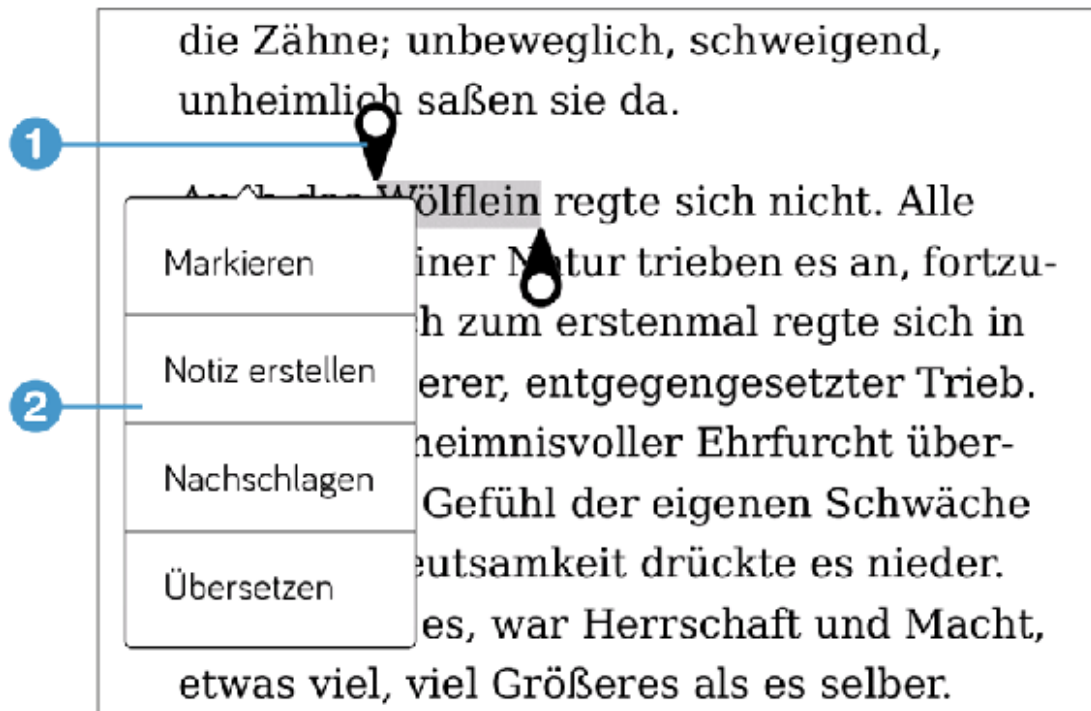 die Zähne; unbeweglich, schweigend,
unheimlich saßen sie da.
1
Wölflein regte sich nicht. Alle
Markieren
iner Natur trieben es an, fortzu-
h zum erstenmal regte sich in
Notiz erstellen
erer, entgegengesetzter Trieb.
2
heimnisvoller Ehrfurcht über-
Nachschlagen
Gefühl der eigenen Schwäche
eutsamkeit drückte es nieder.
Übersetzen
es, war Herrschaft und Macht,
etwas viel, viel Größeres als es selber.